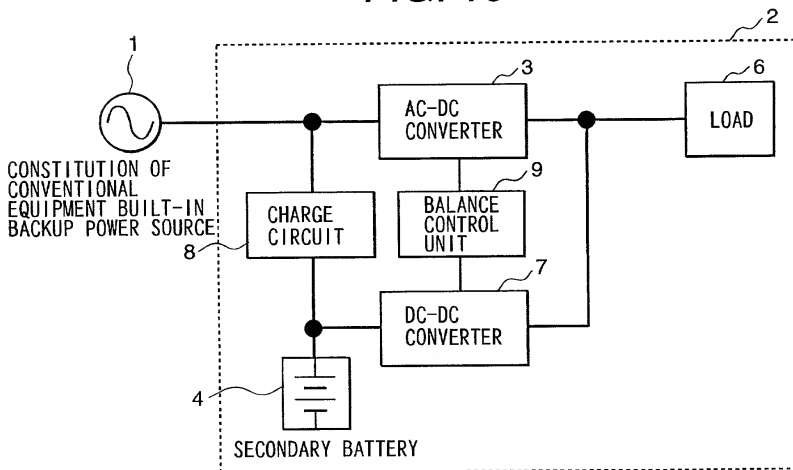 2
1
3
6
AC-DC
CONVERTER
LOAD
CONSTITUTION OF
CONVENTIONAL
EQUIPMENT BUILT-IN
BACKUP POWER SOURCE
8
CHARGE
CIRCUIT
9
BALANCE
CONTROL
UNIT
7
DC-DC
CONVERTER
4
SECONDARY BATTERY